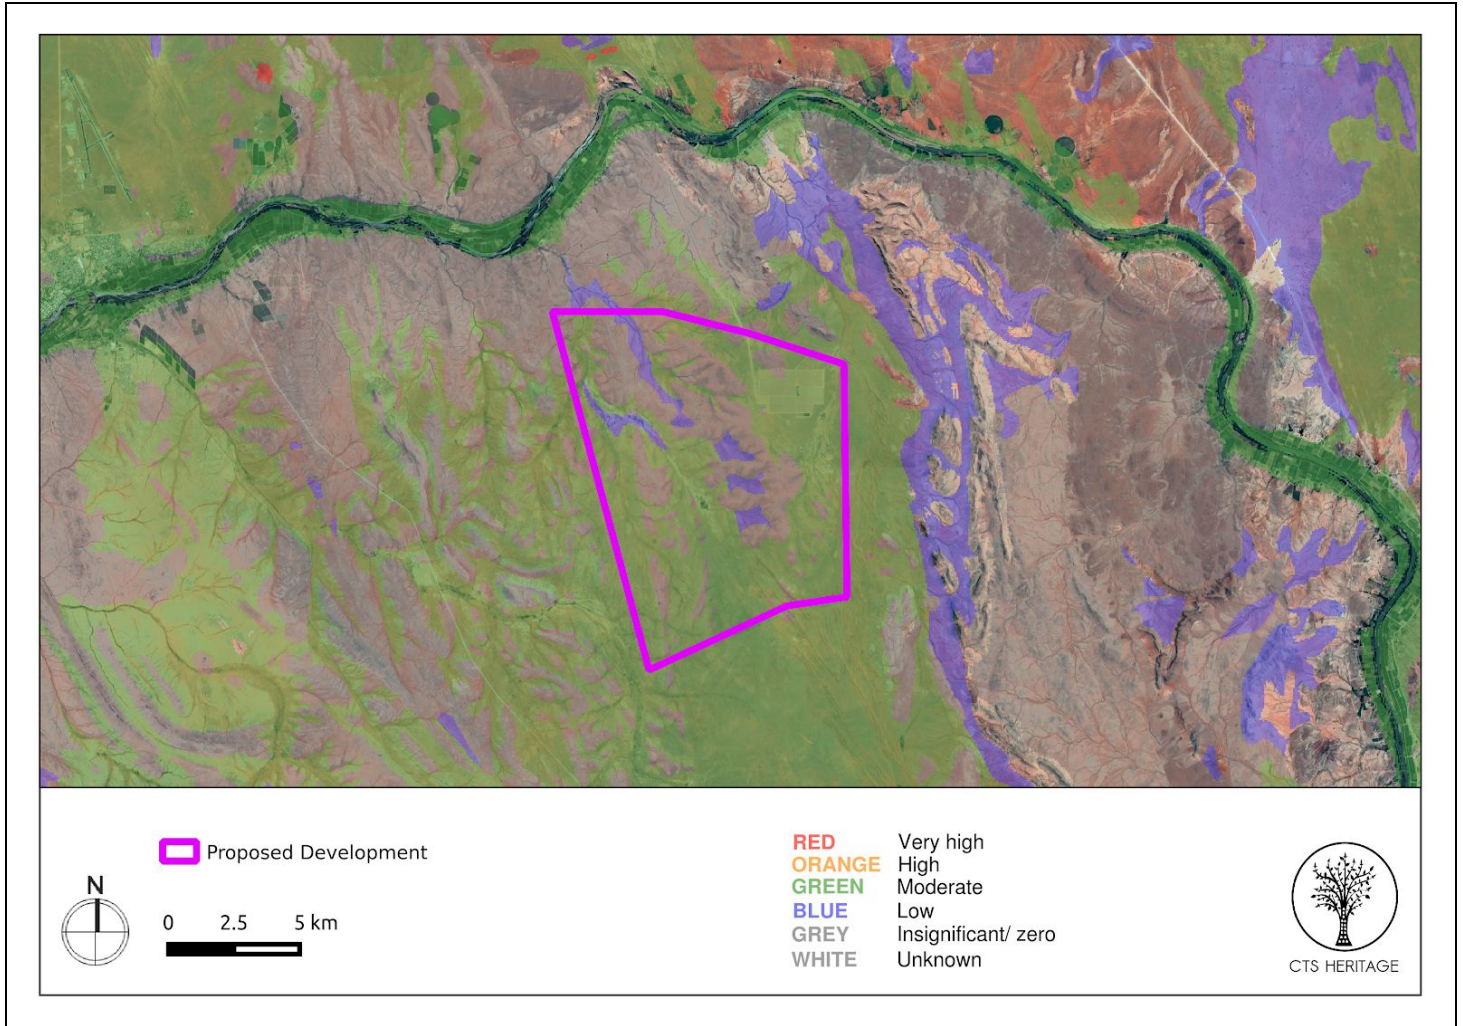 Proposed Development
N
0 2.5 5 km
RED Very high
ORANGE High
GREEN Moderate
BLUE Low
GREY Insignificant/ zero
WHITE Unknown
CTS HERITAGE